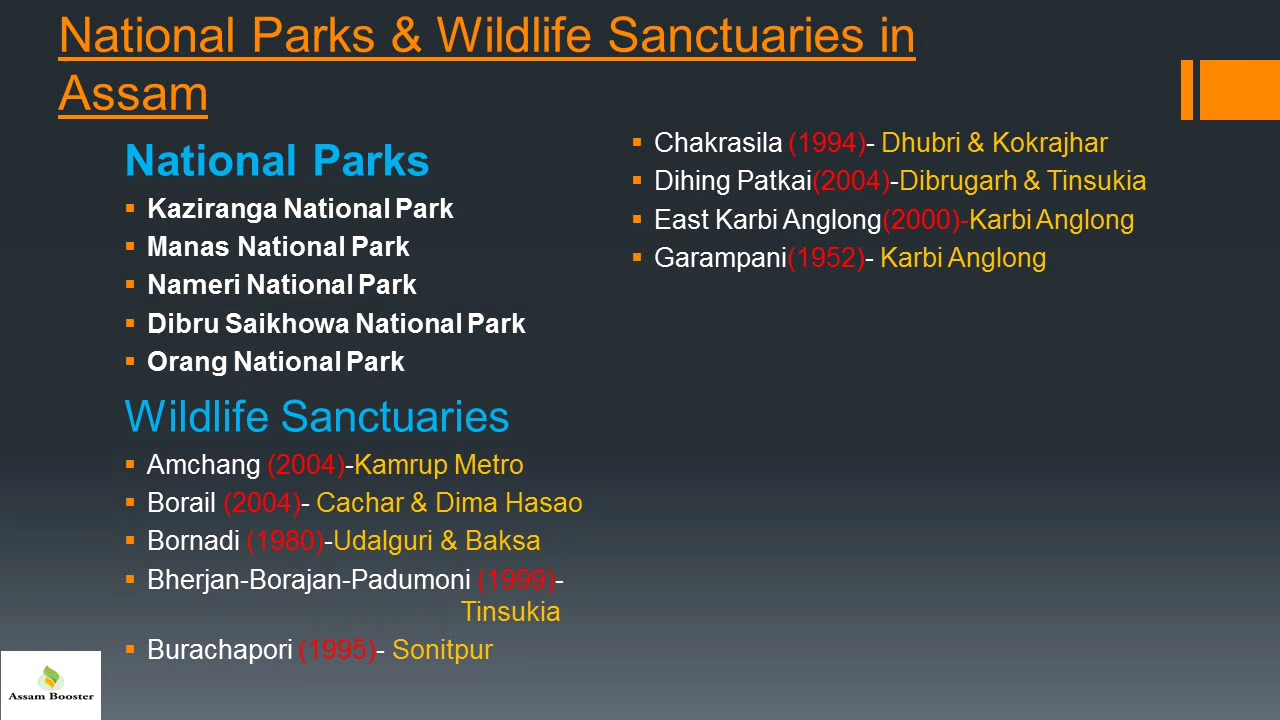 National Parks & Wildlife Sanctuaries in
Assam
National Parks
▪ Kaziranga National Park
▪ Manas National Park
▪ Nameri National Park
▪ Dibru Saikhowa National Park
▪ Orang National Park
Wildlife Sanctuaries
▪ Amchang (2004)-Kamrup Metro
▪ Borail (2004)- Cachar & Dima Hasao
▪ Bornadi (1980)-Udalguri & Baksa
▪ Bherjan-Borajan-Padumoni (1999)-
Tinsukia
▪ Burachapori (1995)- Sonitpur
▪ Chakrasila (1994)- Dhubri & Kokrajhar
▪ Dihing Patkai(2004)-Dibrugarh & Tinsukia
▪ East Karbi Anglong(2000)-Karbi Anglong
▪ Garampani(1952)- Karbi Anglong
Assam Booster